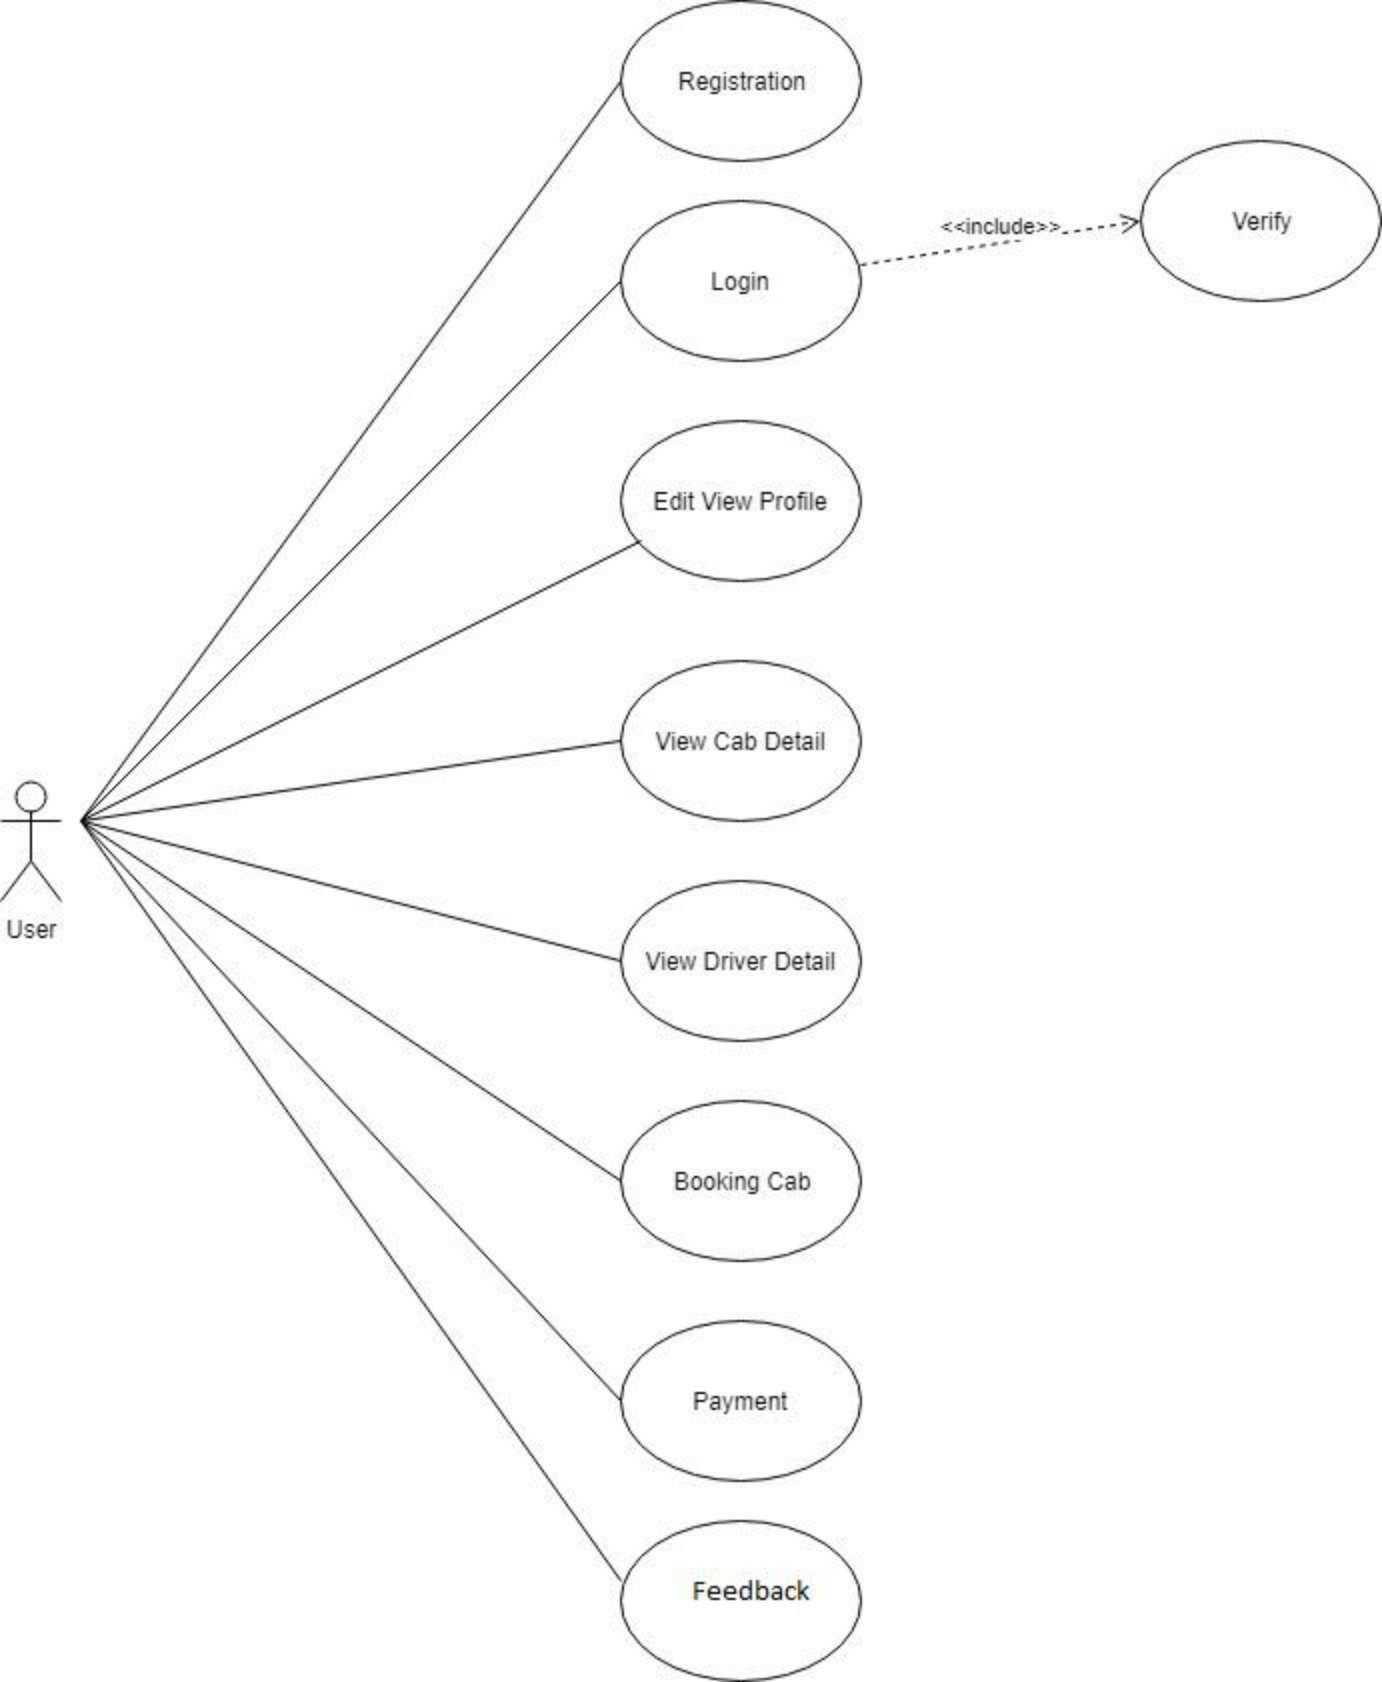 Registration
<<include>>
Verify
Login
Edit View Profile
View Cab Detail
User
View Driver Detail
Booking Cab
Payment
Feedback